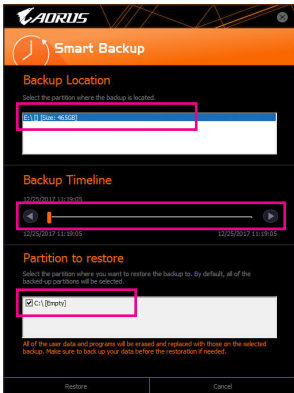 AORUS
Smart Backup
Backup Location
Select the partition where the backup is located.
E:\ [] [Size: 465GB]
Backup Timeline
12/25/2017 11:19:05
12/25/2017 11:19:05
12/25/2017 11:19:05
Partition to restore
Select the partition where you want to restore the backup to. By default, all of the
backed-up partitions will be selected.
C:\ [Empty]
All of the user data and programs will be erased and replaced with those on the selected
backup. Make sure to back up your data before the restoration if needed.
Restore
Cancel